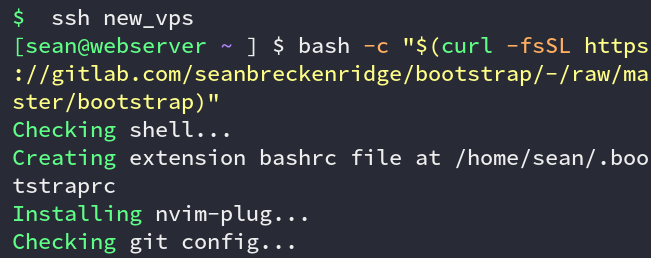 $  ssh new_vps
[sean@webserver ~ ] $ bash -c "$(curl -fsSL https
://gitlab.com/seanbreckenridge/bootstrap/-/raw/ma
ster/bootstrap)"
Checking shell...
Creating extension bashrc file at /home/sean/.boo
tstraprc
Installing nvim-plug...
Checking git config...